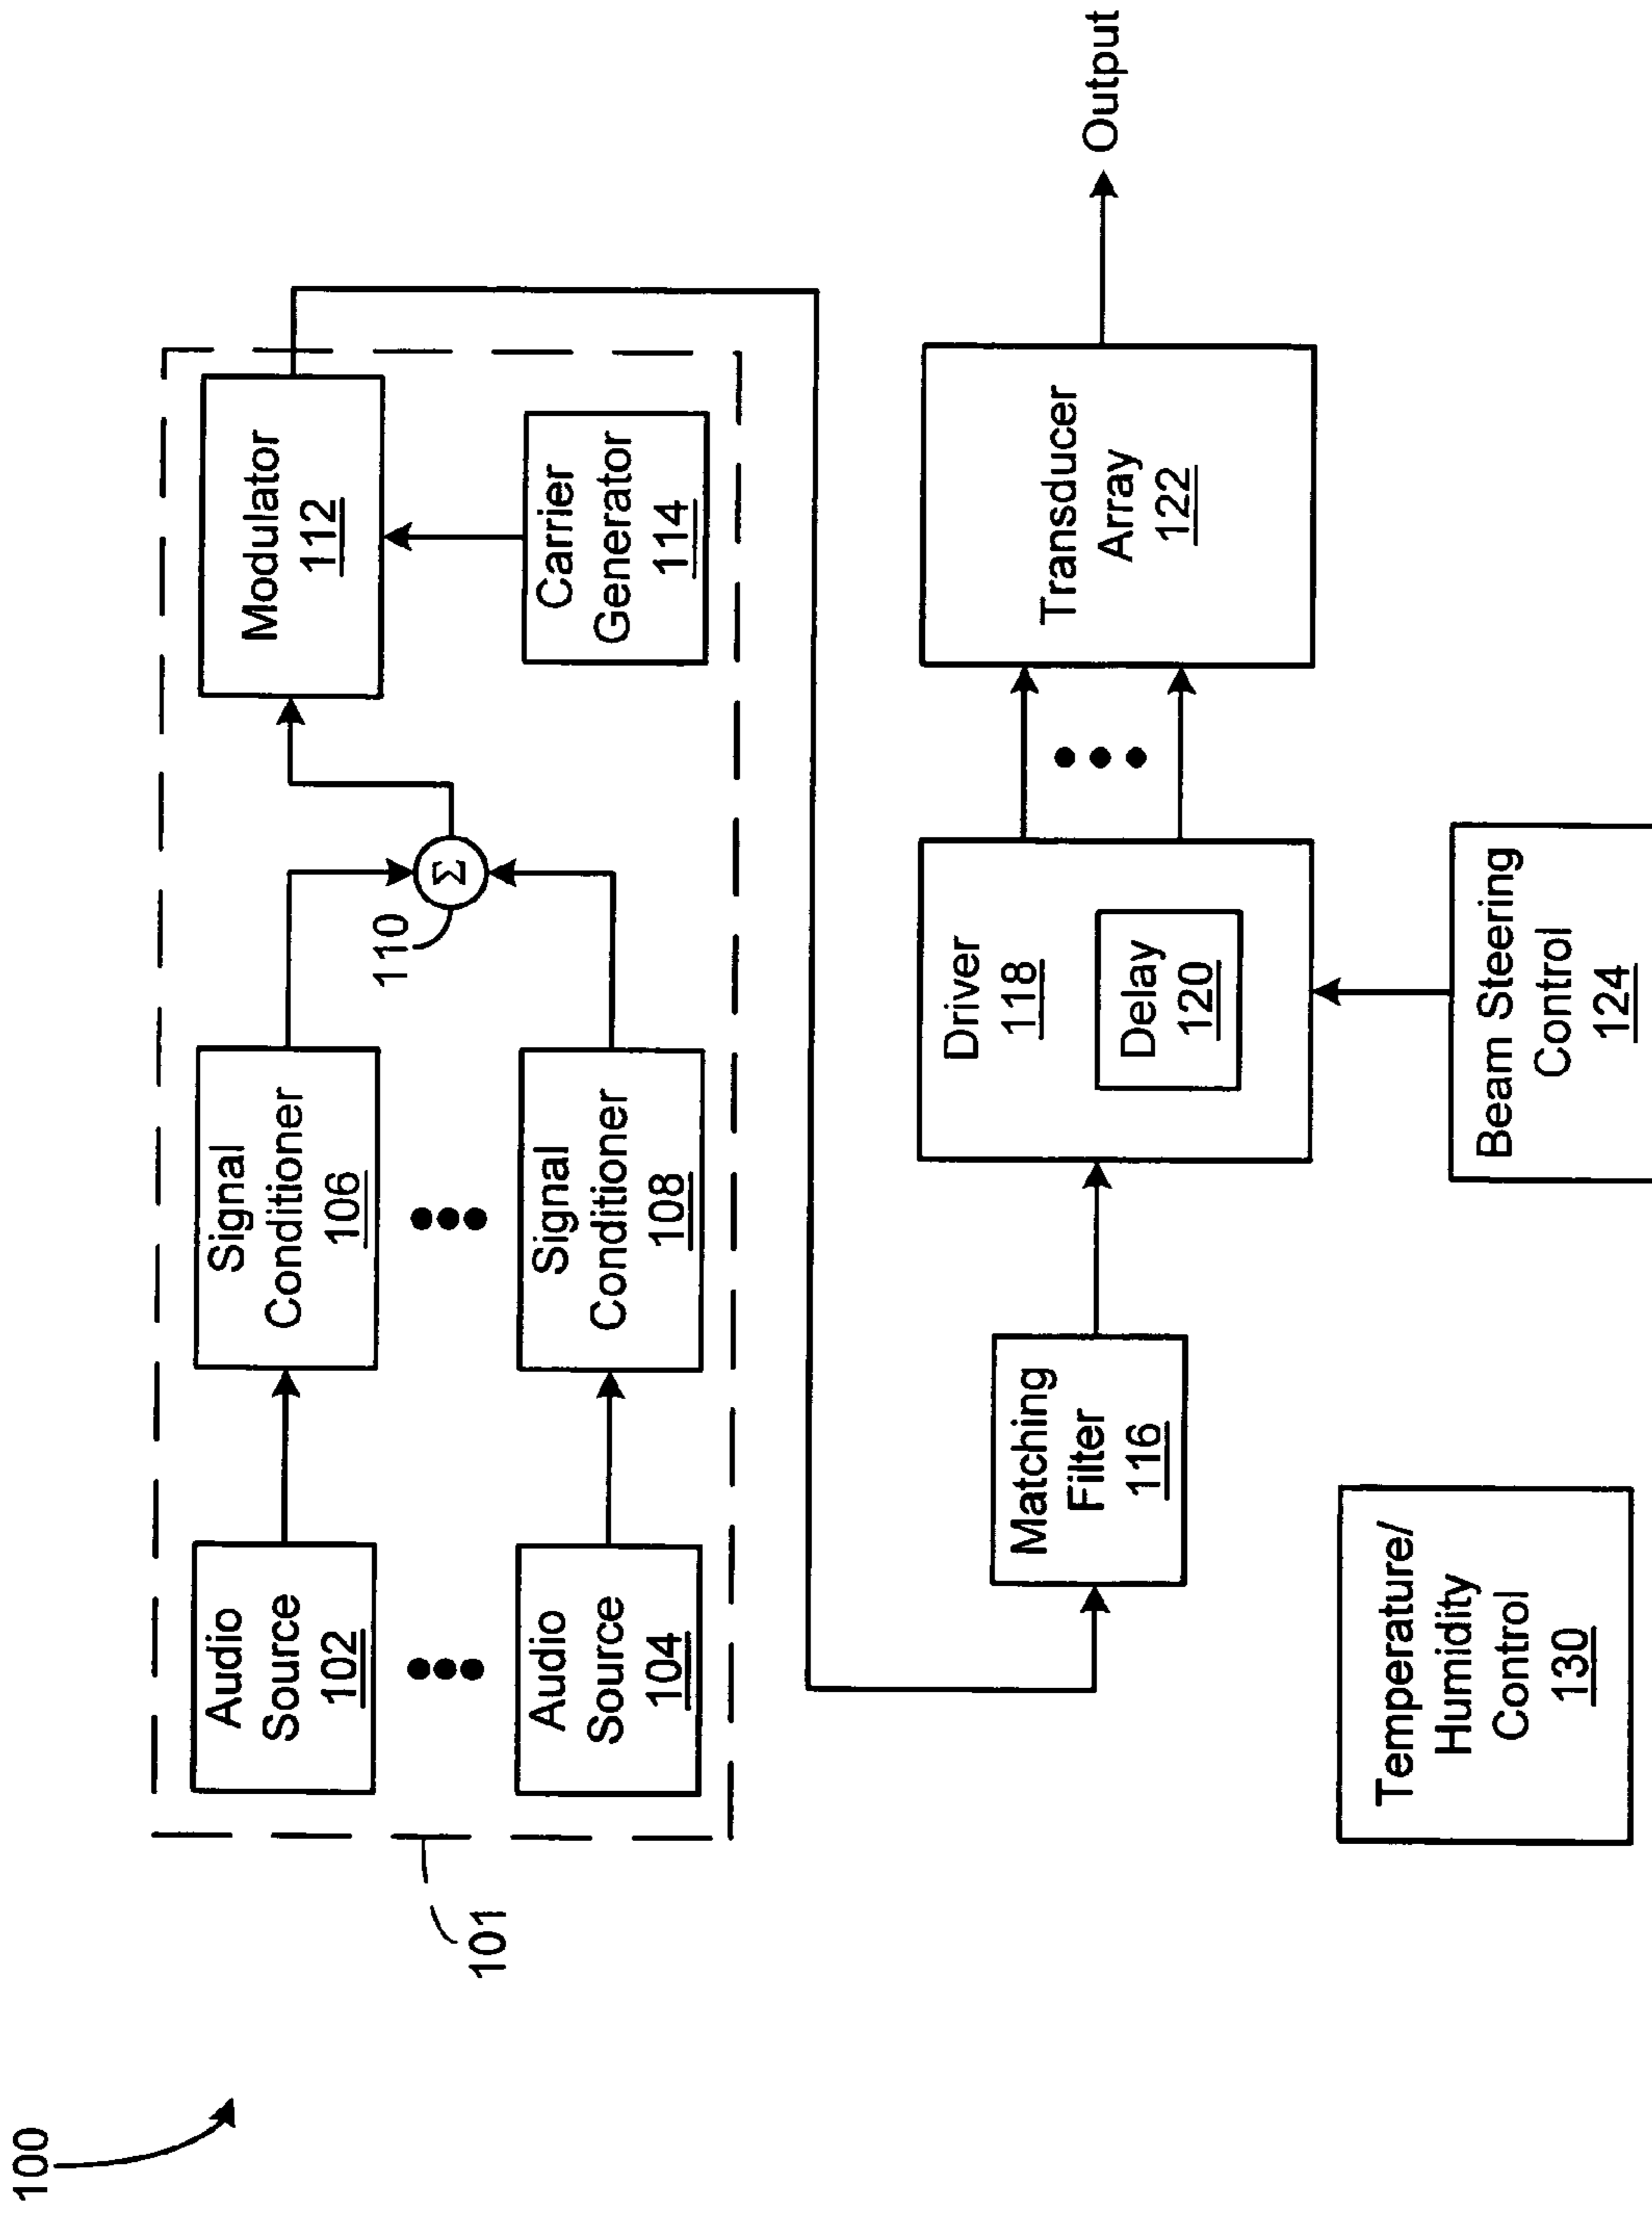 100
101
Audio
Source
102
Signal
Conditioner
106
110
Σ
Modulator
112
Audio
Source
104
Signal
Conditioner
108
Carrier
Generator
114
Matching
Filter
116
Driver
118
Delay
120
Transducer
Array
122
Output
Temperature/
Humidity
Control
130
Beam Steering
Control
124